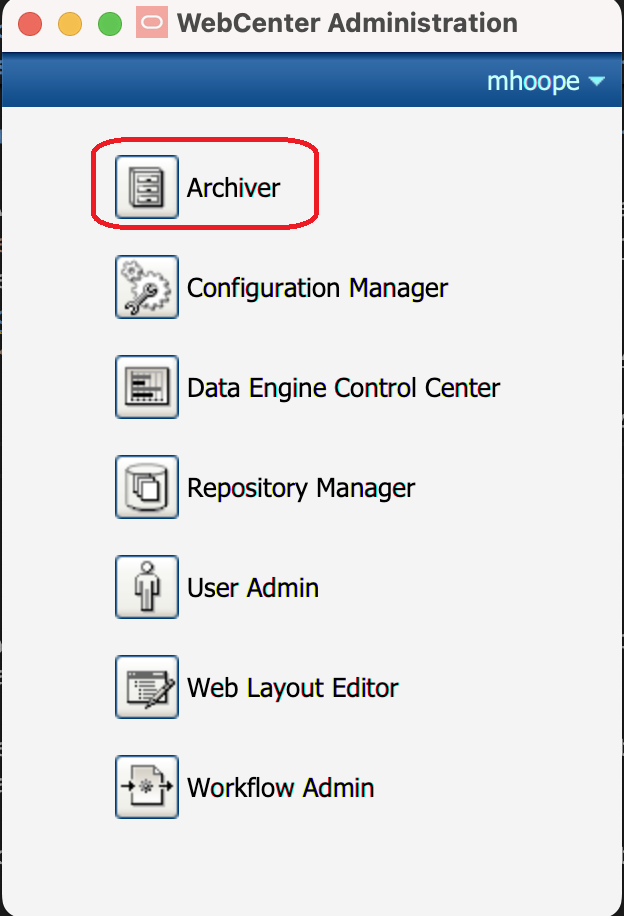 WebCenter Administration
mhoope
Archiver
Configuration Manager
Data Engine Control Center
Repository Manager
User Admin
Web Layout Editor
Workflow Admin